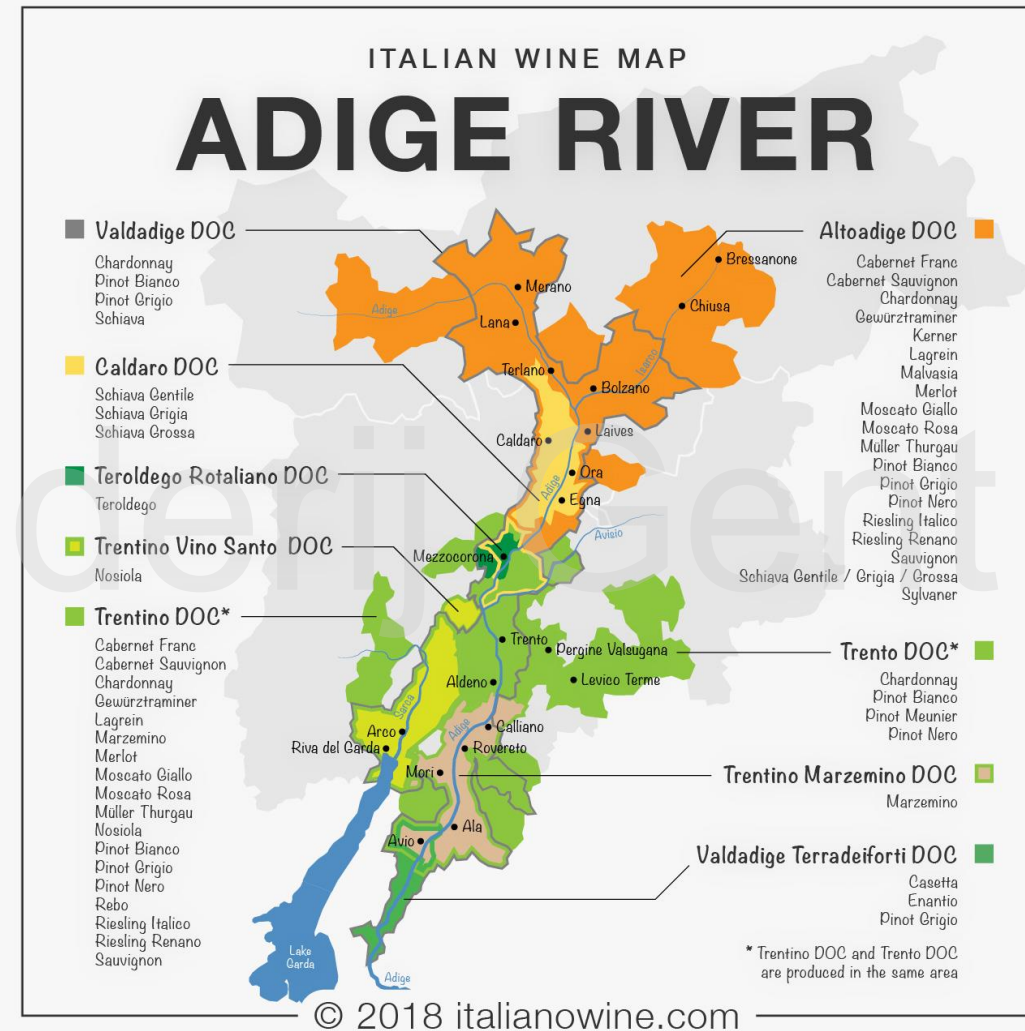 ITALIAN WINE MAP
ADIGE RIVER
Valdadige DOC
Chardonnay
Pinot Bianco
Pinot Grigio
Schiava
Caldaro DOC
Schiava Gentile
Schiava Grigia
Schiava Grossa
Teroldego Rotaliano DOC
Teroldego
Trentino Vino Santo DOC
Nosiola
Trentino DOC*
Cabernet Franc
Cabernet Sauvignon
Chardonnay
Gewürztraminer
Lagrein
Marzemino
Merlot
Moscato Giallo
Moscato Rosa
Müller Thurgau
Nosiola
Pinot Bianco
Pinot Grigio
Pinot Nero
Rebo
Riesling Italico
Riesling Renano
Sauvignon
Bressanone
Merano
Chiusa
Adige
Lana
Isarco
Terlano
Bolzano
Laives
Caldaro
Ora
Adige
Egna
Avisio
Mezzocorona
Trento
Pergine Valsugana
Levico Terme
Aldeno
Sarca
Adige
Calliano
Arco
Riva del Garda
Rovereto
Mori
Ala
Avio
Lake
Garda
Adige
Altoadige DOC
Cabernet Franc
Cabernet Sauvignon
Chardonnay
Gewürztraminer
Kerner
Lagrein
Malvasia
Merlot
Moscato Giallo
Moscato Rosa
Müller Thurgau
Pinot Bianco
Pinot Grigio
Pinot Nero
Riesling Italico
Riesling Renano
Sauvignon
Schiava Gentile / Grigia / Grossa
Sylvaner
Trento DOC*
Chardonnay
Pinot Bianco
Pinot Meunier
Pinot Nero
Trentino Marzemino DOC
Marzemino
Valdadige Terradeiforti DOC
Casetta
Enantio
Pinot Grigio
* Trentino DOC and Trento DOC
are produced in the same area
derij Gent
© 2018 italianowine.com